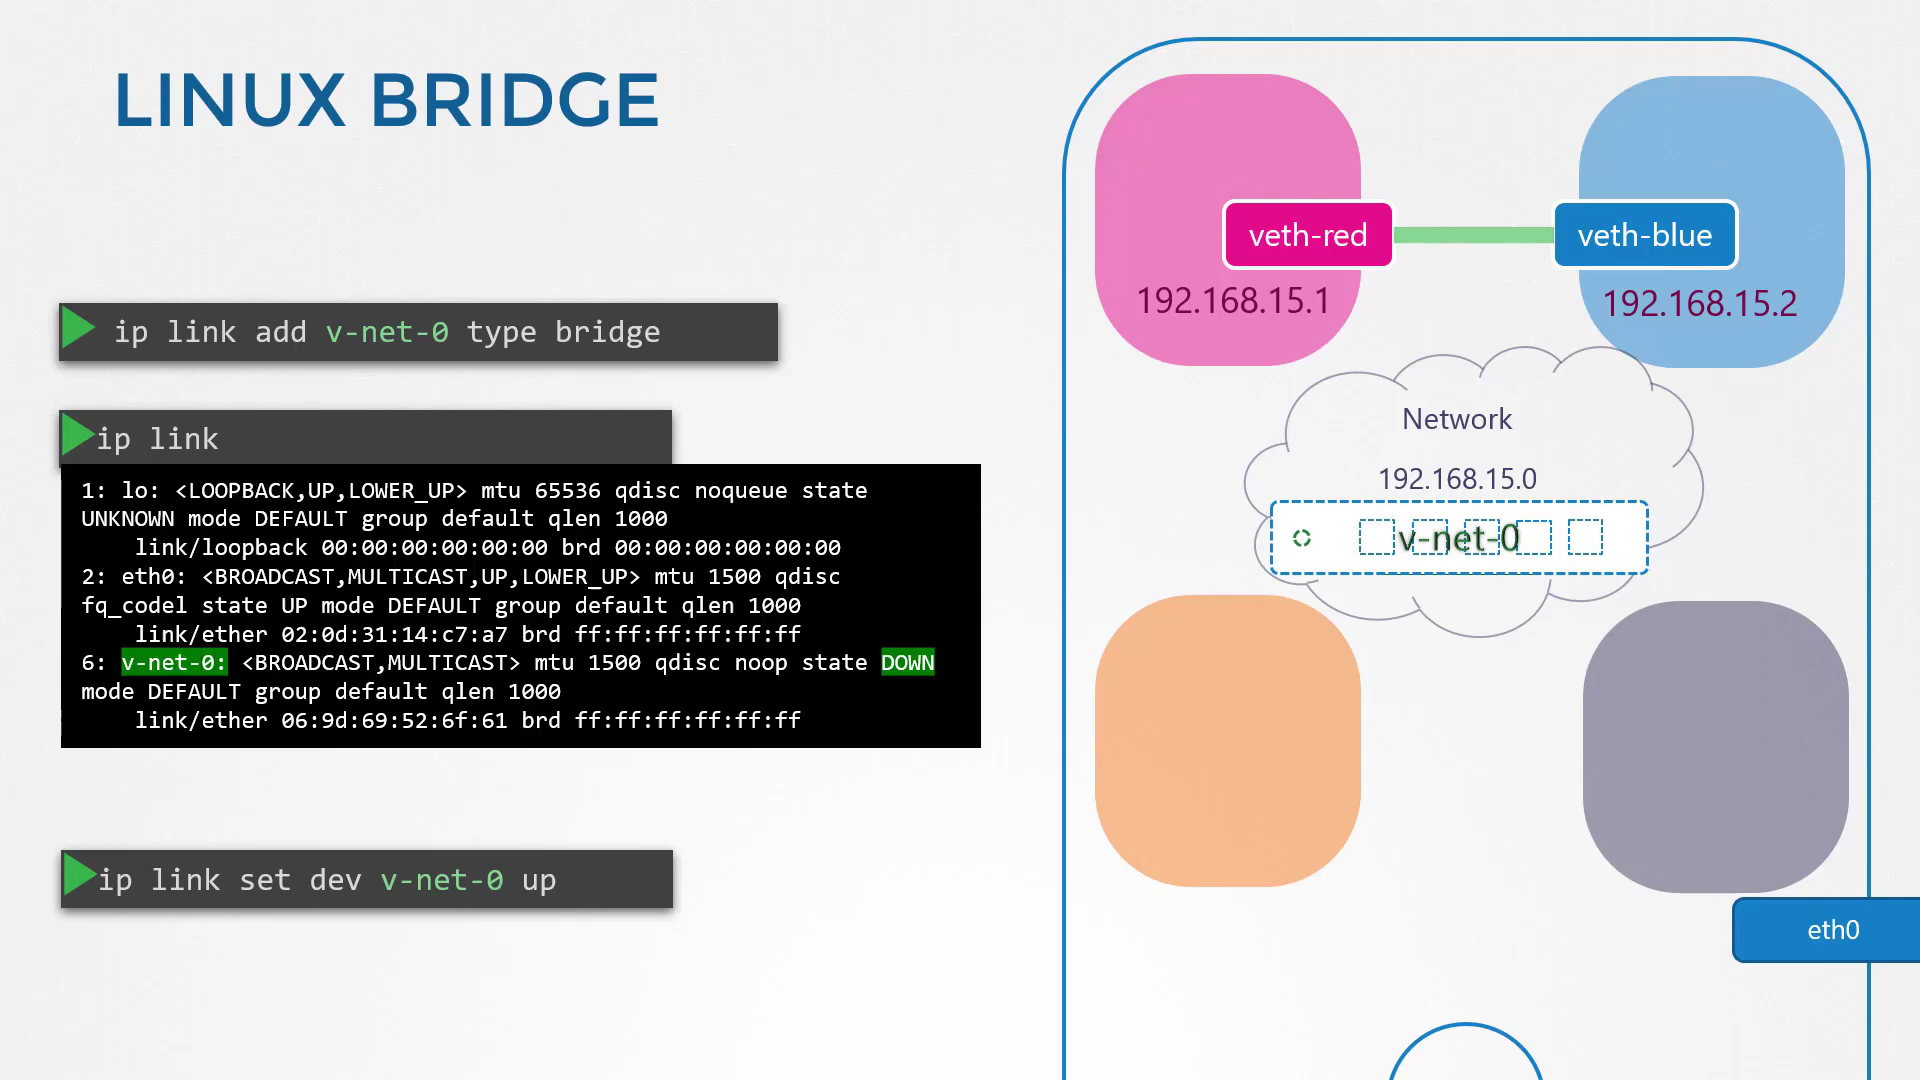 LINUX BRIDGE
ip link add v-net-0 type bridge
ip link
1: lo: <LOOPBACK,UP,LOWER_UP> mtu 65536 qdisc noqueue state
UNKNOWN mode DEFAULT group default qlen 1000
    link/loopback 00:00:00:00:00:00 brd 00:00:00:00:00:00
2: eth0: <BROADCAST,MULTICAST,UP,LOWER_UP> mtu 1500 qdisc
fq_codel state UP mode DEFAULT group default qlen 1000
    link/ether 02:0d:31:14:c7:a7 brd ff:ff:ff:ff:ff:ff
6: v-net-0: <BROADCAST,MULTICAST> mtu 1500 qdisc noop state DOWN
mode DEFAULT group default qlen 1000
    link/ether 06:9d:69:52:6f:61 brd ff:ff:ff:ff:ff:ff
ip link set dev v-net-0 up
veth-red
veth-blue
192.168.15.1
192.168.15.2
Network
192.168.15.0
v-net-0
eth0